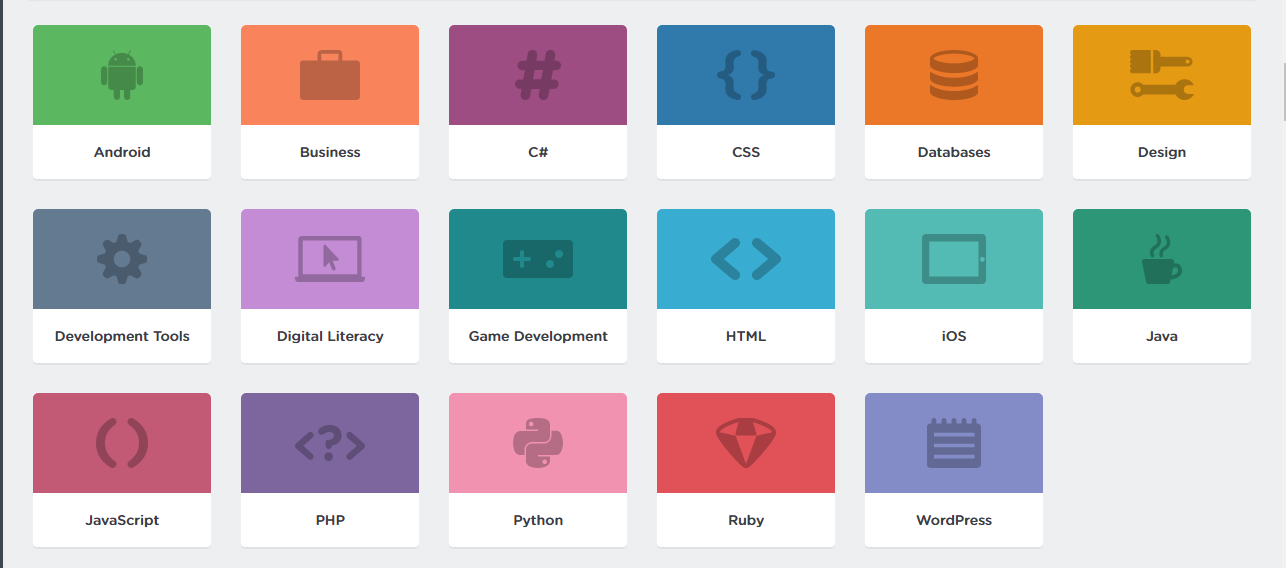 Android
Business
C#
CSS
Databases
Design
Development Tools
Digital Literacy
Game Development
HTML
iOS
Java
JavaScript
PHP
Python
Ruby
WordPress